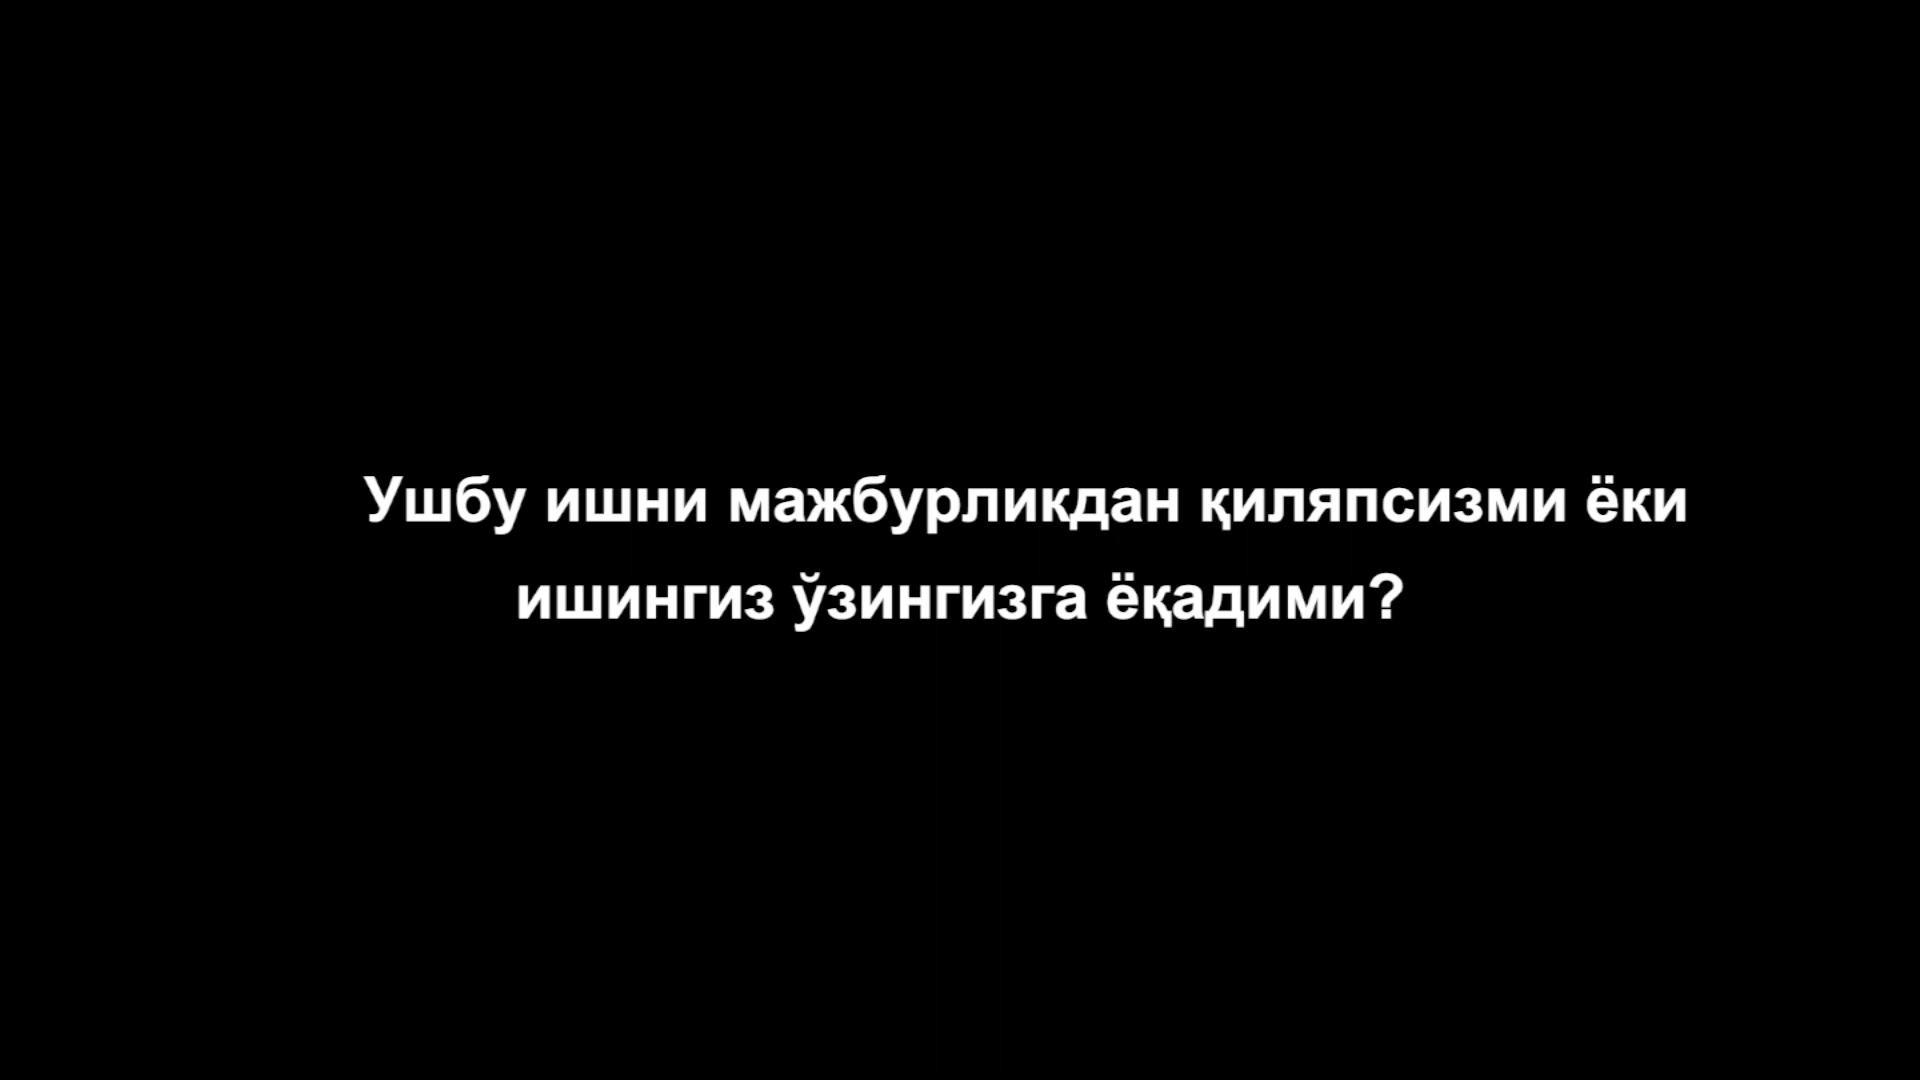 Ушбу ишни мажбурликдан қиляпсизми ёки
ишингиз ўзингизга ёқадими?